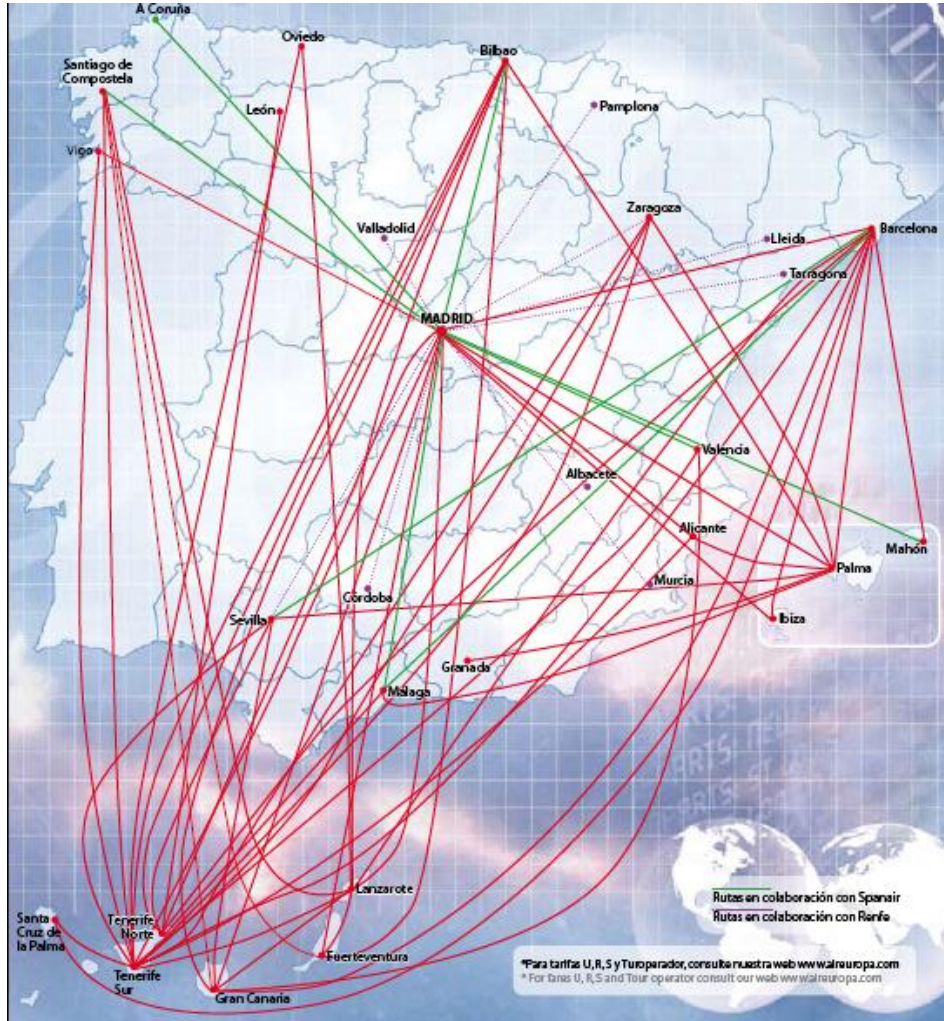 A Coruña
Oviedo
Bilbao
Santiago de
Compostela
León
Pamplona
Vigo
Zaragoza
Valladolid
Lleida
Barcelona
Tarragona
MADRID
Valencia
Albacete
Alicante
Mahón
Palma
Murcia
Córdoba
Sevilla
Ibiza
Granada
Málaga
Lanzarote
Rutas en colaboración con Spanair
Rutas en colaboración con Renfe
Santa
Cruz de
la Palma
Tenerife
Norte
Fuerteventura
Tenerife
Sur
Gran Canaria
*Para tarifas U, R, S y Turoperador, consulte nuestra web www.aireuropa.com
* For fares U, R, S and Tour operator consult our web www.aireuropa.com